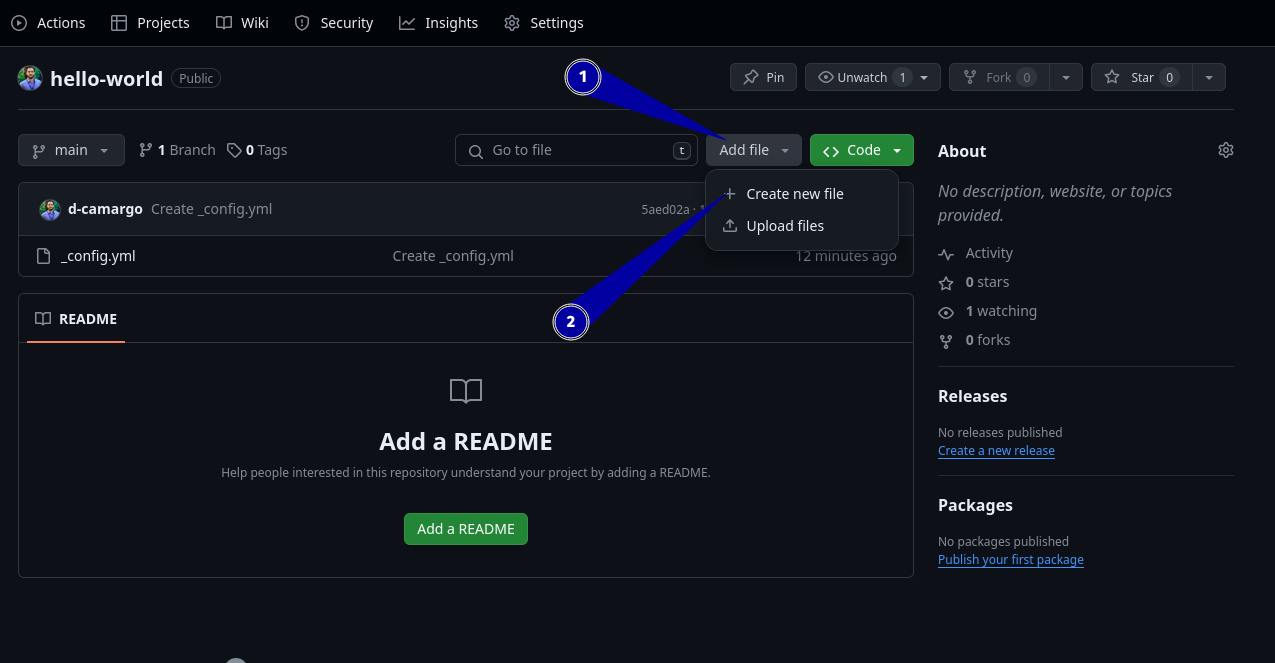 Actions Projects Wiki Security Insights Settings
hello-world Public
1
Pin Unwatch 1 Fork 0 Star 0
main 1 Branch 0 Tags Go to file t Add file Code
Create new file
Upload files
d-camargo Create _config.yml 5aed02a ·
_config.yml Create _config.yml 12 minutes ago
2
README
Add a README
Help people interested in this repository understand your project by adding a README.
Add a README
About
No description, website, or topics
provided.
Activity
0 stars
1 watching
0 forks
Releases
No releases published
Create a new release
Packages
No packages published
Publish your first package